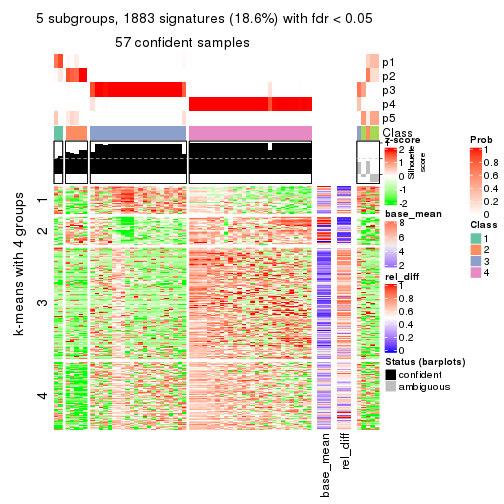 5 subgroups, 1883 signatures (18.6%) with fdr < 0.05
57 confident samples
p1
p2
p3
p4
p5
Class
z-score
2
1
0
-1
-2
Silhouette
score
Prob
1
0.8
0.6
0.4
0.2
0
base_mean
8
6
4
2
Class
1
2
3
4
rel_diff
1
0.8
0.6
0.4
0.2
0
Status (barplots)
confident
ambiguous
k-means with 4 groups
1
2
3
4
base_mean
rel_diff